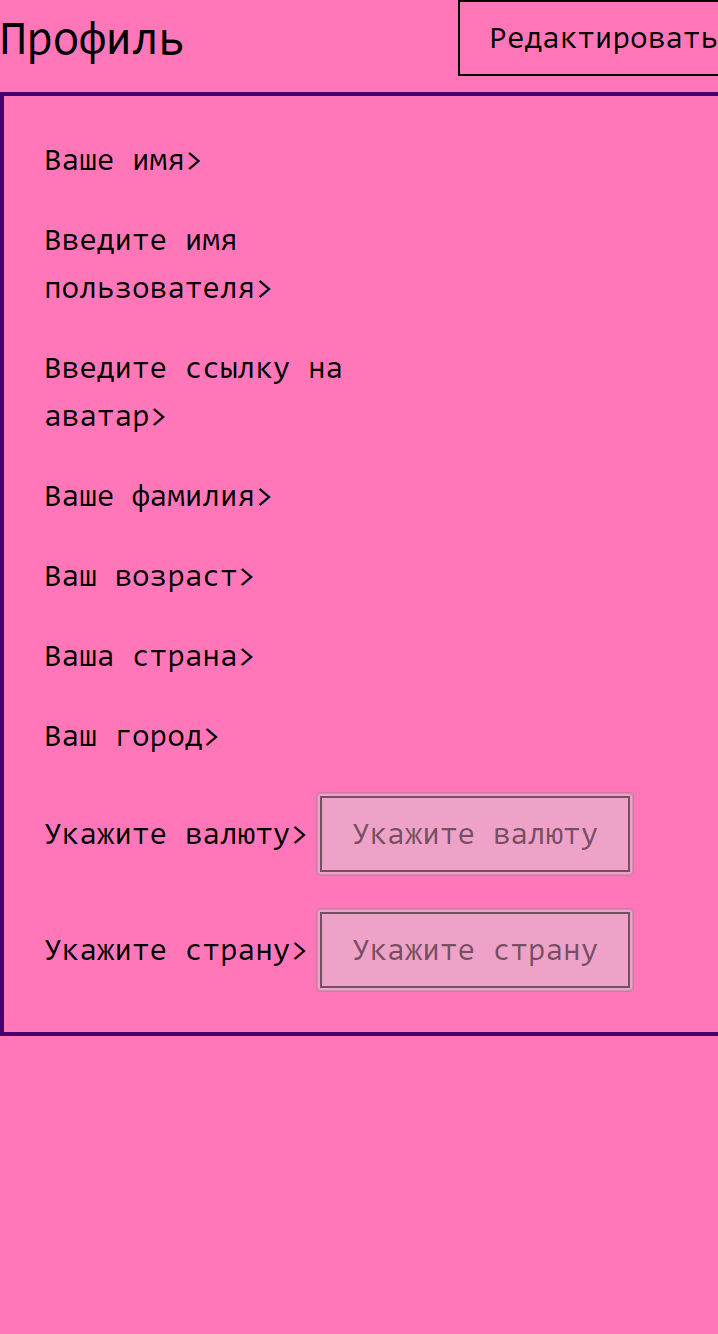 Профиль
Редактировать
Ваше имя>
Введите имя
пользователя>
Введите ссылку на
аватар>
Ваше фамилия>
Ваш возраст>
Ваша страна>
Ваш город>
Укажите валюту> Укажите валюту
Укажите страну> Укажите страну